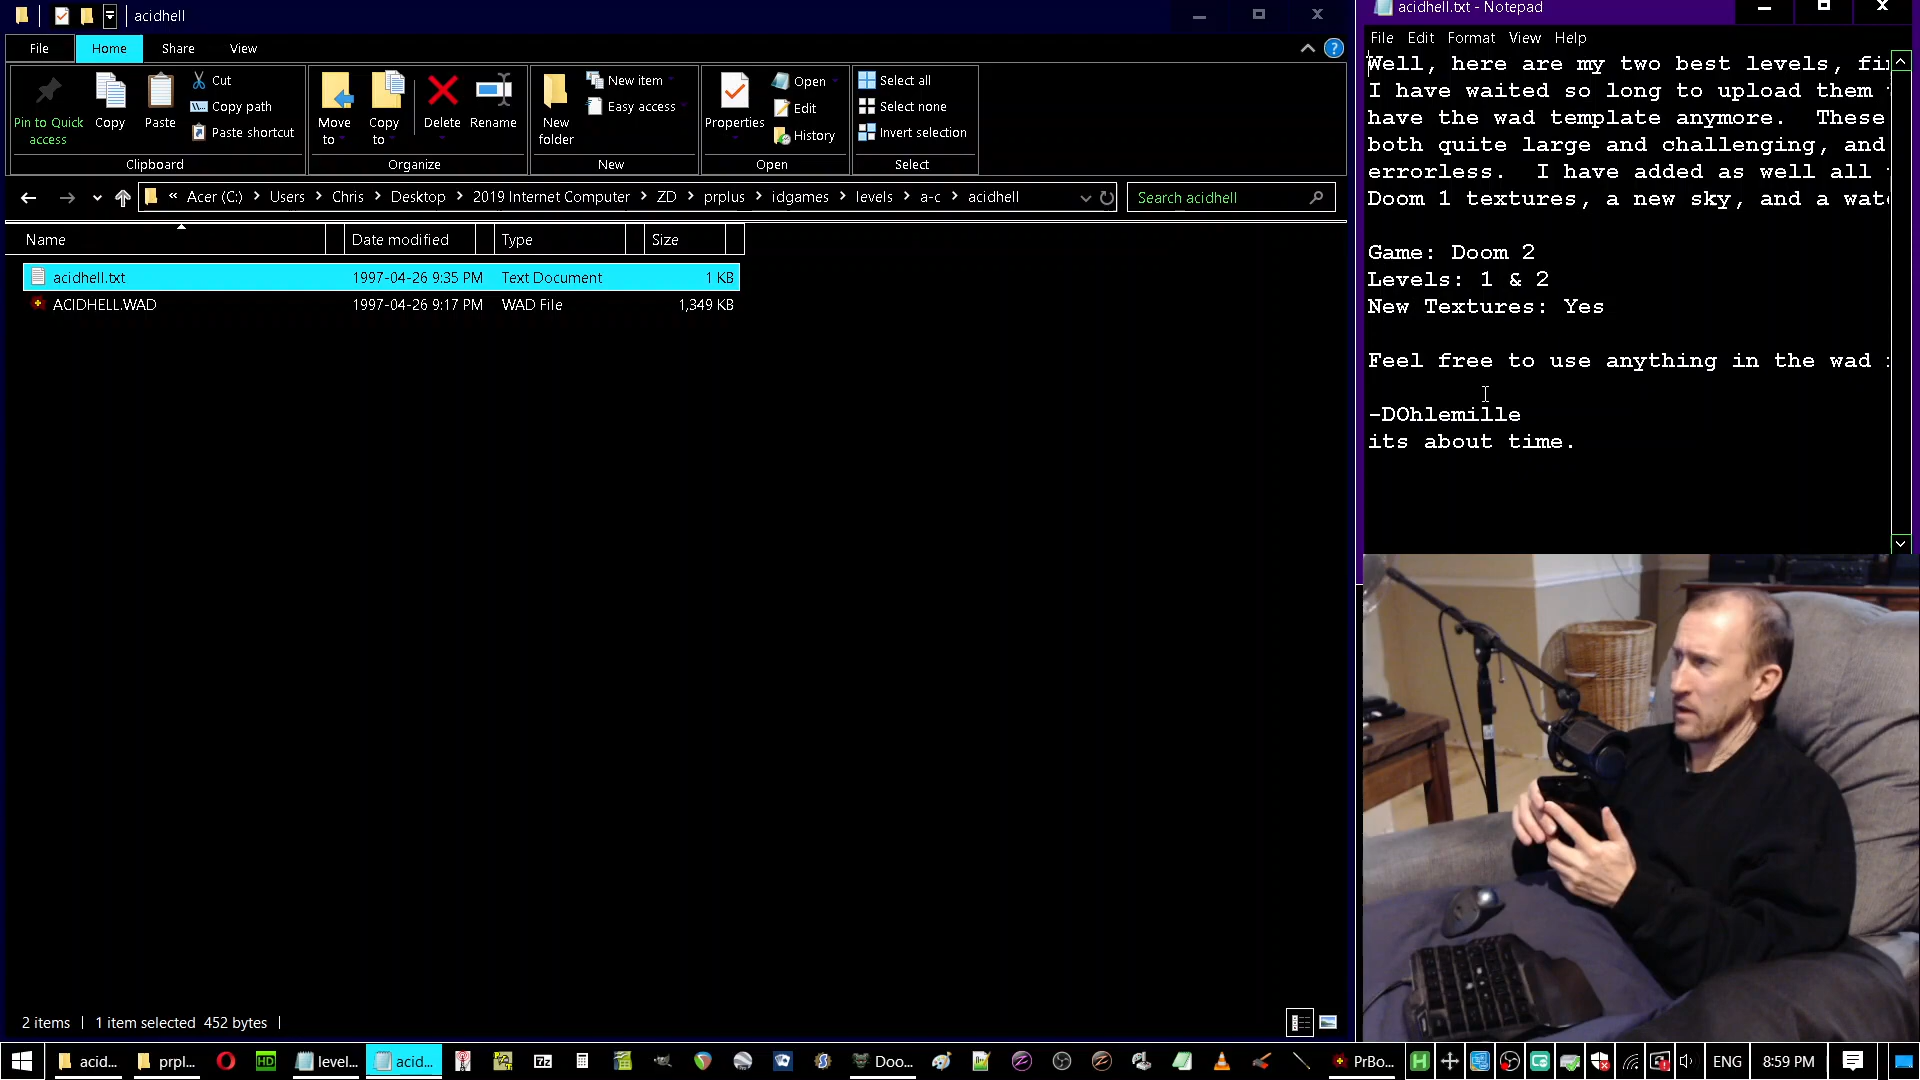 acidhell
File Home Share View
Pin to Quick access
Copy
Paste
Cut
Copy path
Paste shortcut
Clipboard
Move to
Copy to
Delete
Rename
Organize
New folder
New item
Easy access
New
Properties
Open
Edit
History
Open
Select all
Select none
Invert selection
Select
« Acer (C:) > Users > Chris > Desktop > 2019 Internet Computer > ZD > prplus > idgames > levels > a-c > acidhell
Search acidhell
Name Date modified Type Size
acidhell.txt 1997-04-26 9:35 PM Text Document 1 KB
ACIDHELL.WAD 1997-04-26 9:17 PM WAD File 1,349 KB
2 items | 1 item selected 452 bytes |
acidhell.txt - Notepad
File Edit Format View Help
Well, here are my two best levels,
I have waited so long to upload them
have the wad template anymore. These
both quite large and challenging, and
errorless. I have added as well all
Doom 1 textures, a new sky, and a
Game: Doom 2
Levels: 1 & 2
New Textures: Yes
Feel free to use anything in the wad
-DOhlemille
its about time.
acid... prpl... HD level... acid... 7z Doo... PrBo... ENG 8:59 PM